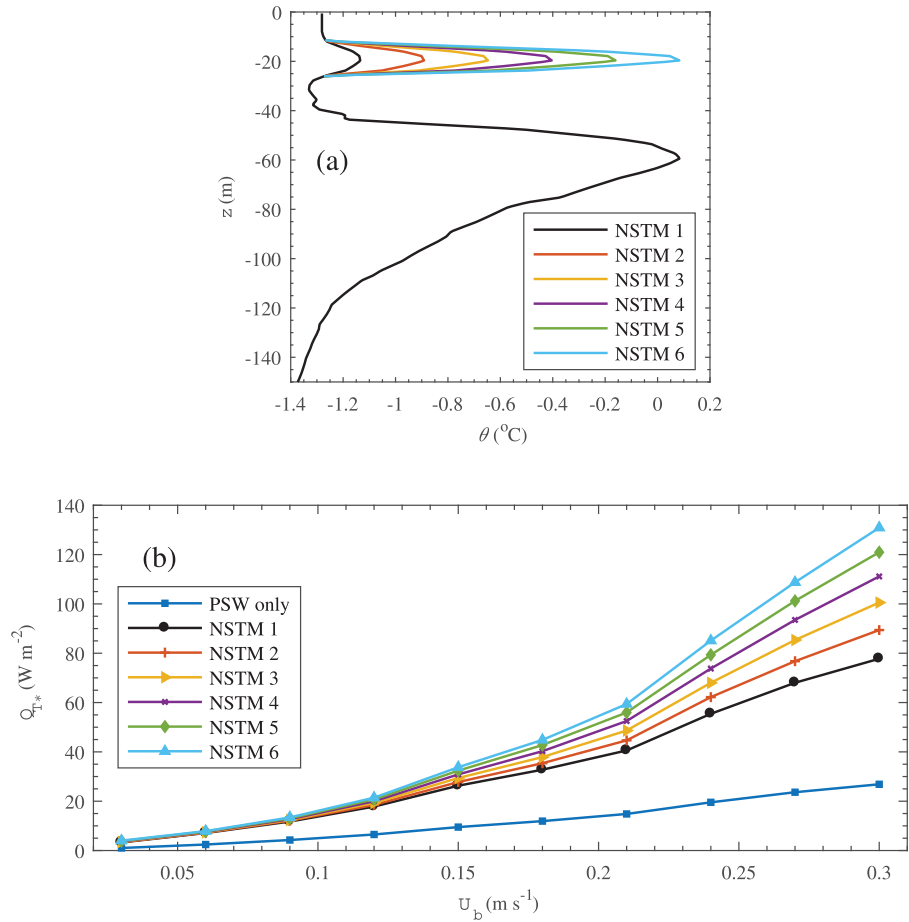 0
-20
-40
-60
-80
-100
-120
-140
z (m)
(a)
NSTM 1
NSTM 2
NSTM 3
NSTM 4
NSTM 5
NSTM 6
-1.4 -1.2 -1 -0.8 -0.6 -0.4 -0.2 0 0.2
θ (°C)
140
120
100
80
60
40
20
0
Q_T* (W m⁻²)
(b)
PSW only
NSTM 1
NSTM 2
NSTM 3
NSTM 4
NSTM 5
NSTM 6
0.05 0.1 0.15 0.2 0.25 0.3
U_b (m s⁻¹)